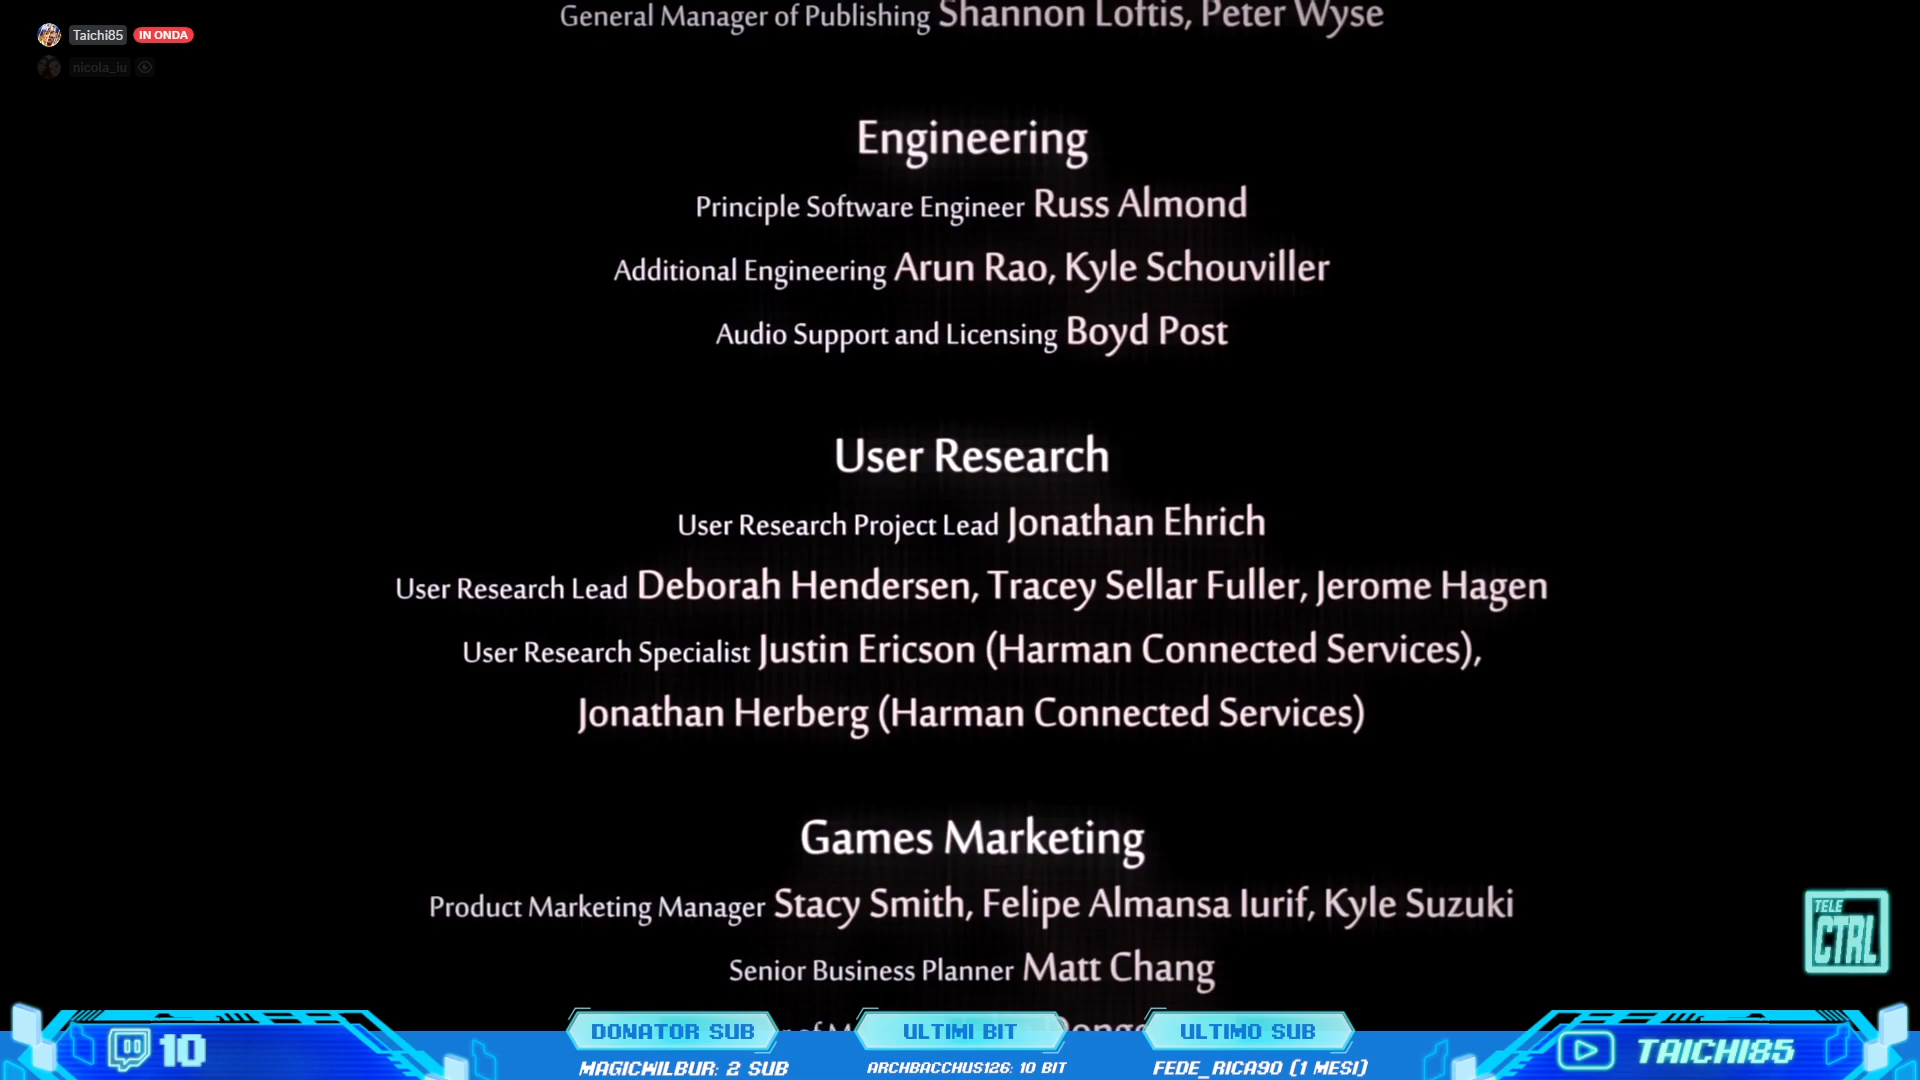 General Manager of Publishing Shannon Loftis, Peter Wyse
Taichi85 IN ONDA
nicola_iu
Engineering
Principle Software Engineer Russ Almond
Additional Engineering Arun Rao, Kyle Schouviller
Audio Support and Licensing Boyd Post
User Research
User Research Project Lead Jonathan Ehrich
User Research Lead Deborah Hendersen, Tracey Sellar Fuller, Jerome Hagen
User Research Specialist Justin Ericson (Harman Connected Services),
Jonathan Herberg (Harman Connected Services)
Games Marketing
Product Marketing Manager Stacy Smith, Felipe Almansa Iurif, Kyle Suzuki
Senior Business Planner Matt Chang
TELE
CTRL
10
DONATOR SUB
MAGICWILBUR: 2 SUB
ULTIMI BIT
ARCHBACCHUS126: 10 BIT
ULTIMO SUB
FEDE_RICA90 (1 MESI)
TAICHI85